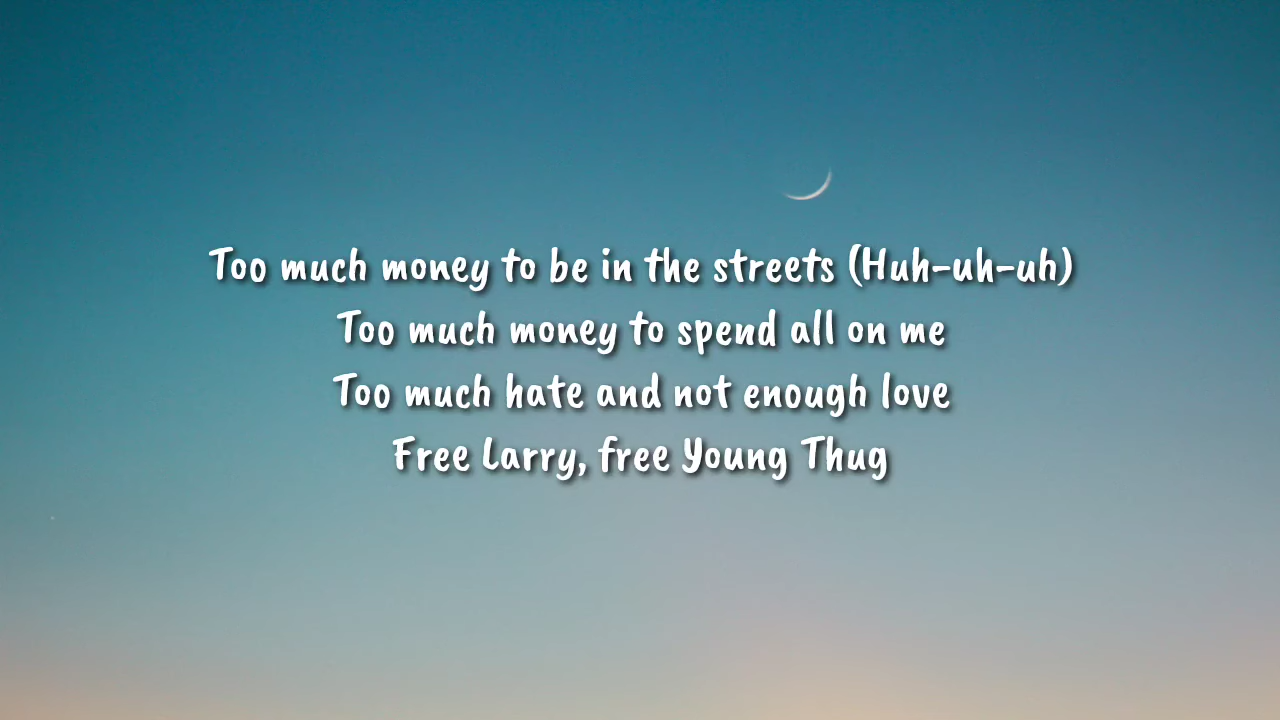 Too much money to be in the streets (Huh-uh-uh)
Too much money to spend all on me
Too much hate and not enough love
Free Larry, free Young Thug